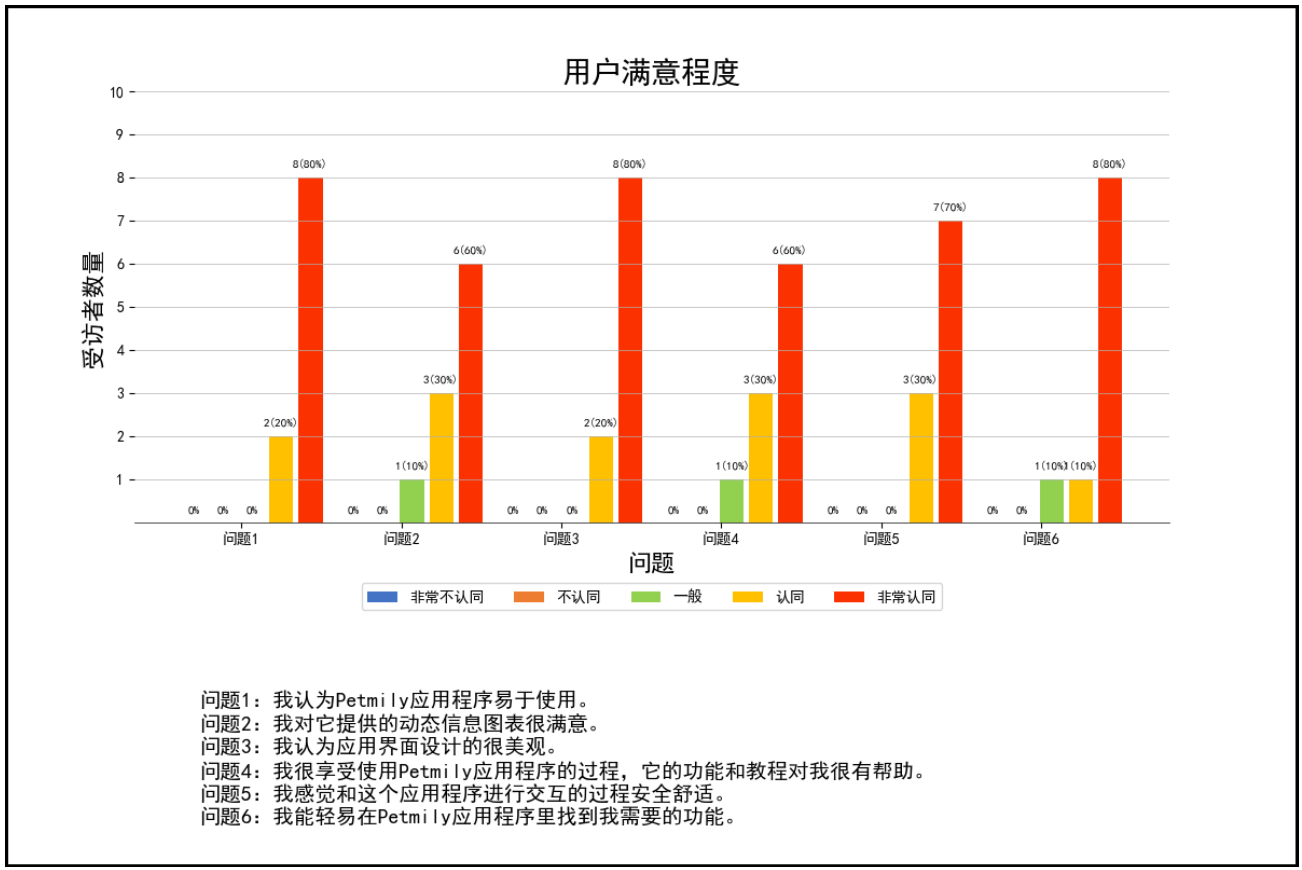 用户满意程度
10
9
8
7
6
5
4
3
2
1
受访者数量
0% 0% 0% 2(20%) 8(80%)
0% 0% 1(10%) 3(30%) 6(60%)
0% 0% 0% 2(20%) 8(80%)
0% 0% 1(10%) 3(30%) 6(60%)
0% 0% 0% 3(30%) 7(70%)
0% 0% 1(10%) 1(10%) 8(80%)
问题1 问题2 问题3 问题4 问题5 问题6
问题
非常不认同 不认同 一般 认同 非常认同
问题1：我认为Petmily应用程序易于使用。
问题2：我对它提供的动态信息图表很满意。
问题3：我认为应用界面设计的很美观。
问题4：我很享受使用Petmily应用程序的过程，它的功能和教程对我很有帮助。
问题5：我感觉和这个应用程序进行交互的过程安全舒适。
问题6：我能轻易在Petmily应用程序里找到我需要的功能。